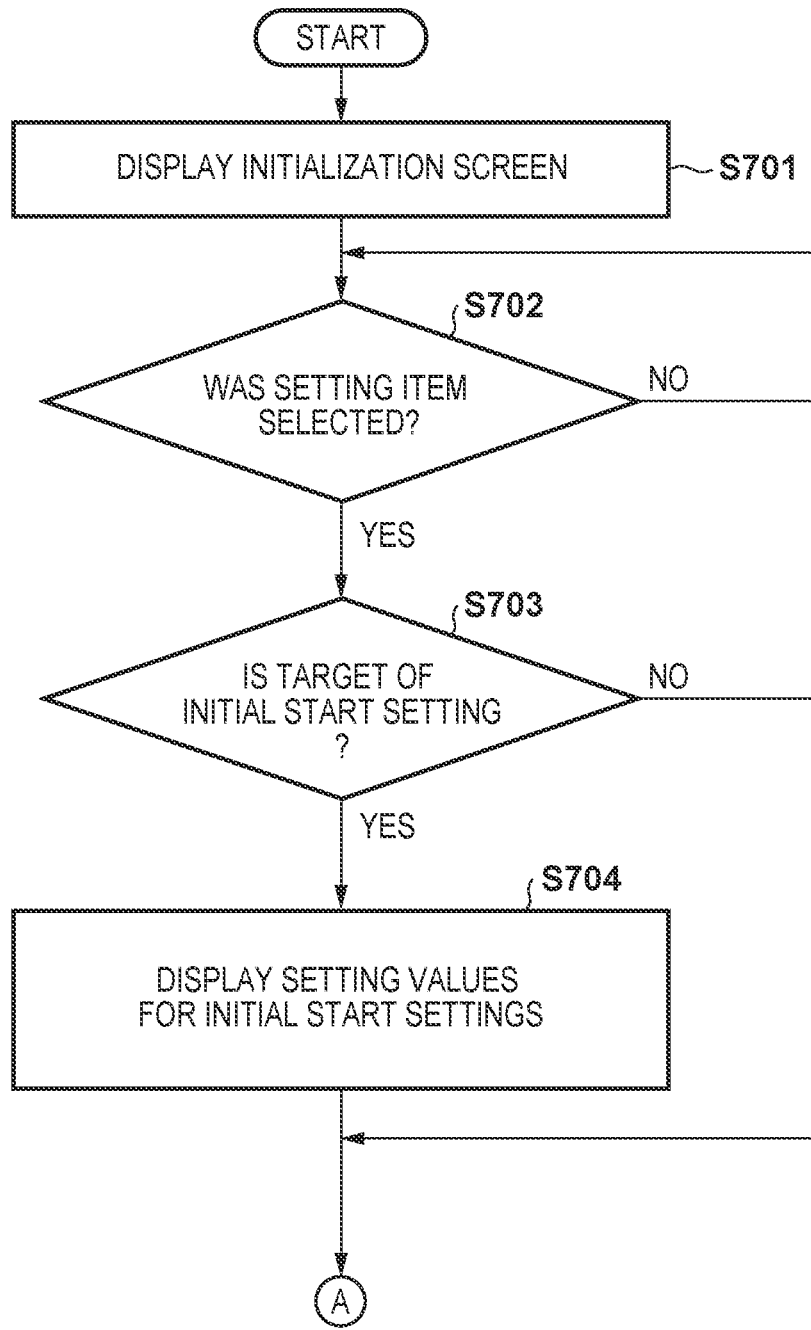 START
DISPLAY INITIALIZATION SCREEN
S701
S702
WAS SETTING ITEM
SELECTED?
NO
YES
S703
IS TARGET OF
INITIAL START SETTING
?
NO
YES
S704
DISPLAY SETTING VALUES
FOR INITIAL START SETTINGS
A